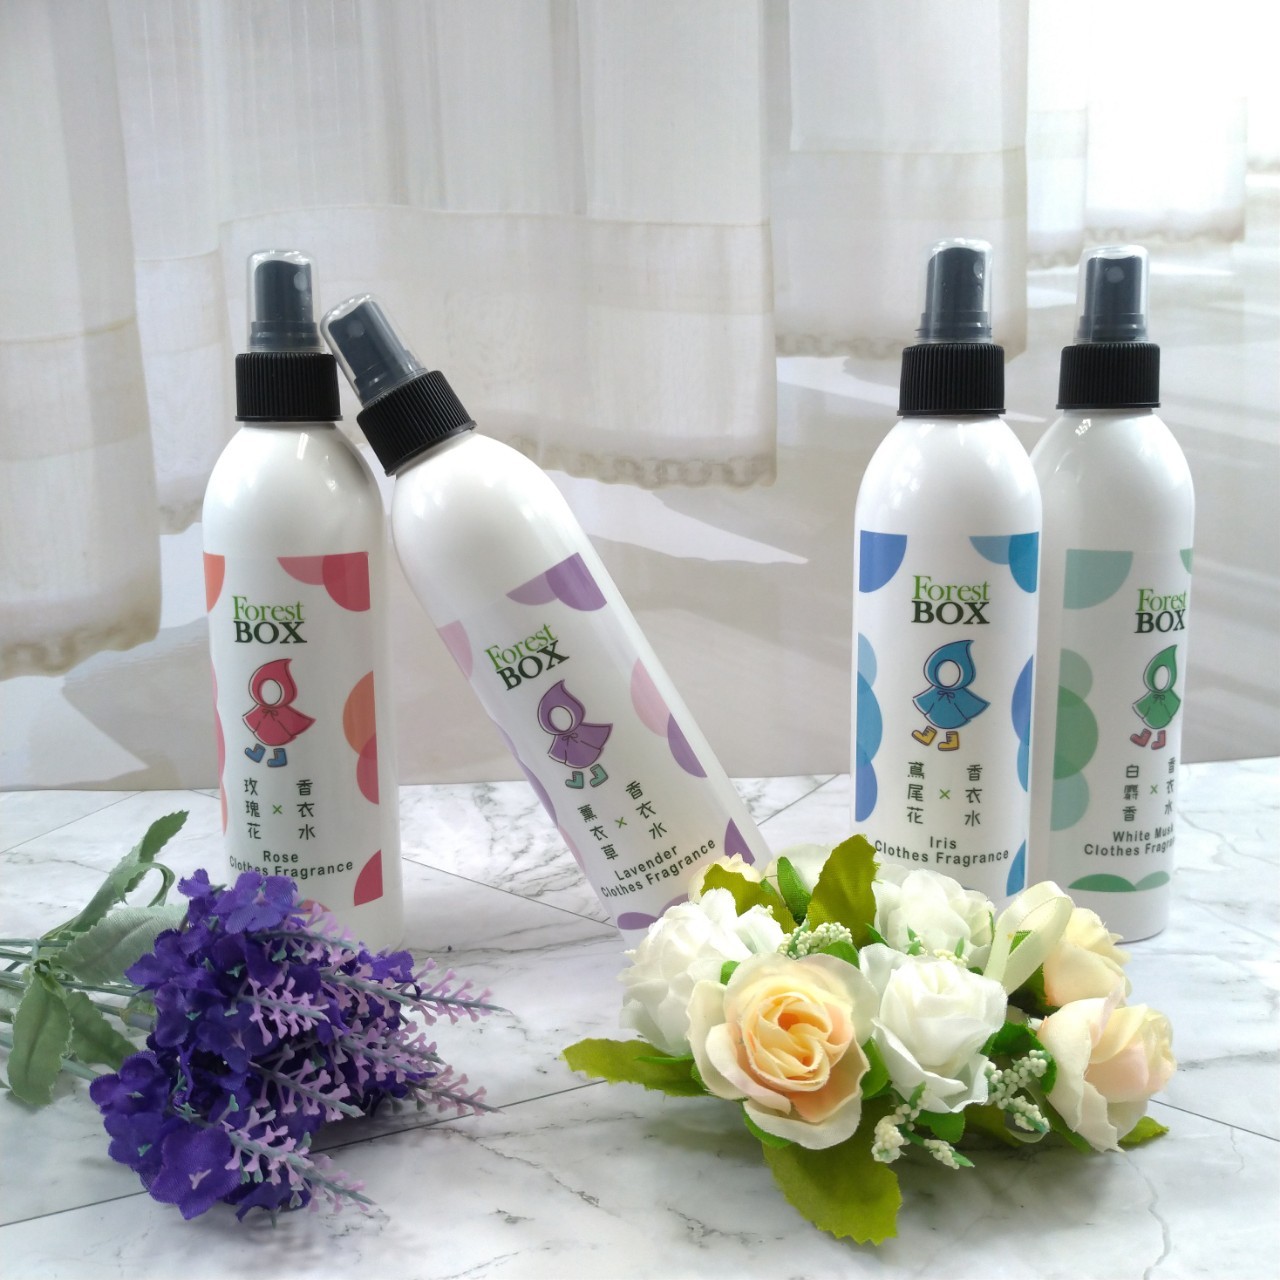 Forest
BOX
玫瑰花 × 香衣水
Rose
Clothes Fragrance
Forest
BOX
薰衣草 × 香衣水
Lavender
Clothes Fragrance
Forest
BOX
鳶尾花 × 香衣水
Iris
Clothes Fragrance
Forest
BOX
白麝香 × 香衣水
White Musk
Clothes